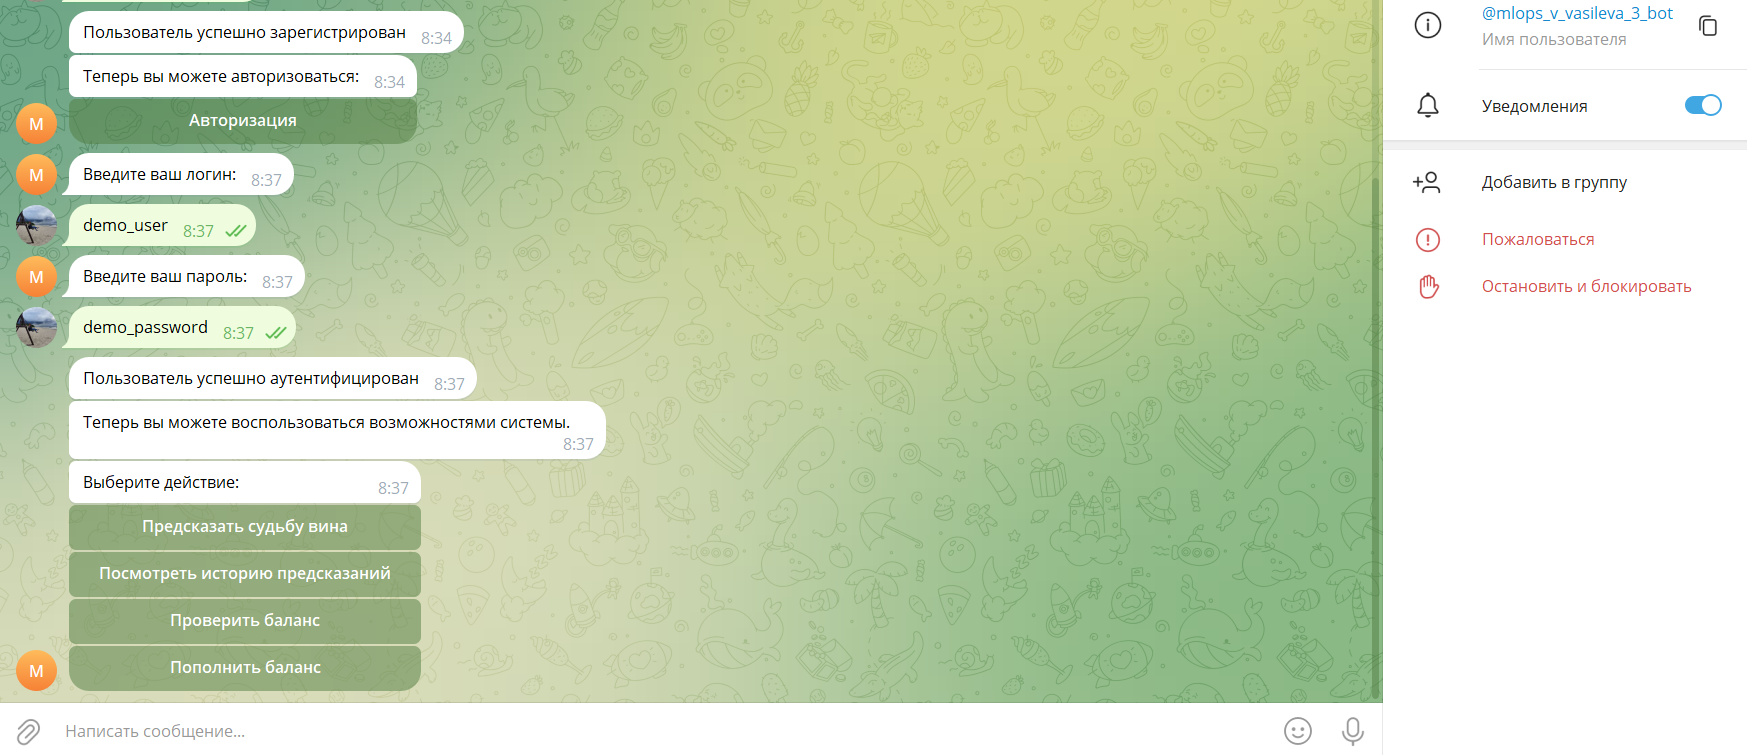 Пользователь успешно зарегистрирован 8:34
Теперь вы можете авторизоваться: 8:34
Авторизация
М
Введите ваш логин: 8:37
М
demo_user 8:37
Введите ваш пароль: 8:37
М
demo_password 8:37
Пользователь успешно аутентифицирован 8:37
Теперь вы можете воспользоваться возможностями системы.
8:37
Выберите действие: 8:37
Предсказать судьбу вина
Посмотреть историю предсказаний
Проверить баланс
Пополнить баланс
М
Написать сообщение...
@mlops_v_vasileva_3_bot
Имя пользователя
Уведомления
Добавить в группу
Пожаловаться
Остановить и блокировать